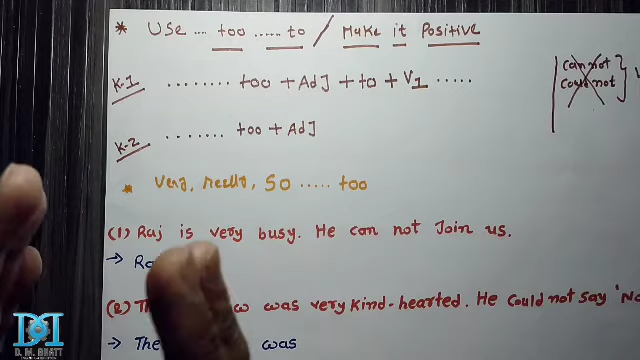 * Use .... too ...... to / Make it Positive
K-1 ........ too + Adj + to + V1 .....
can not
could not
K-2 ....... too + Adj
* Very, really, so ..... too
(1) Raj is very busy. He can not Join us.
→
(2) was very Kind-hearted. He could not say 'No
→ The was
D. M. BHATT